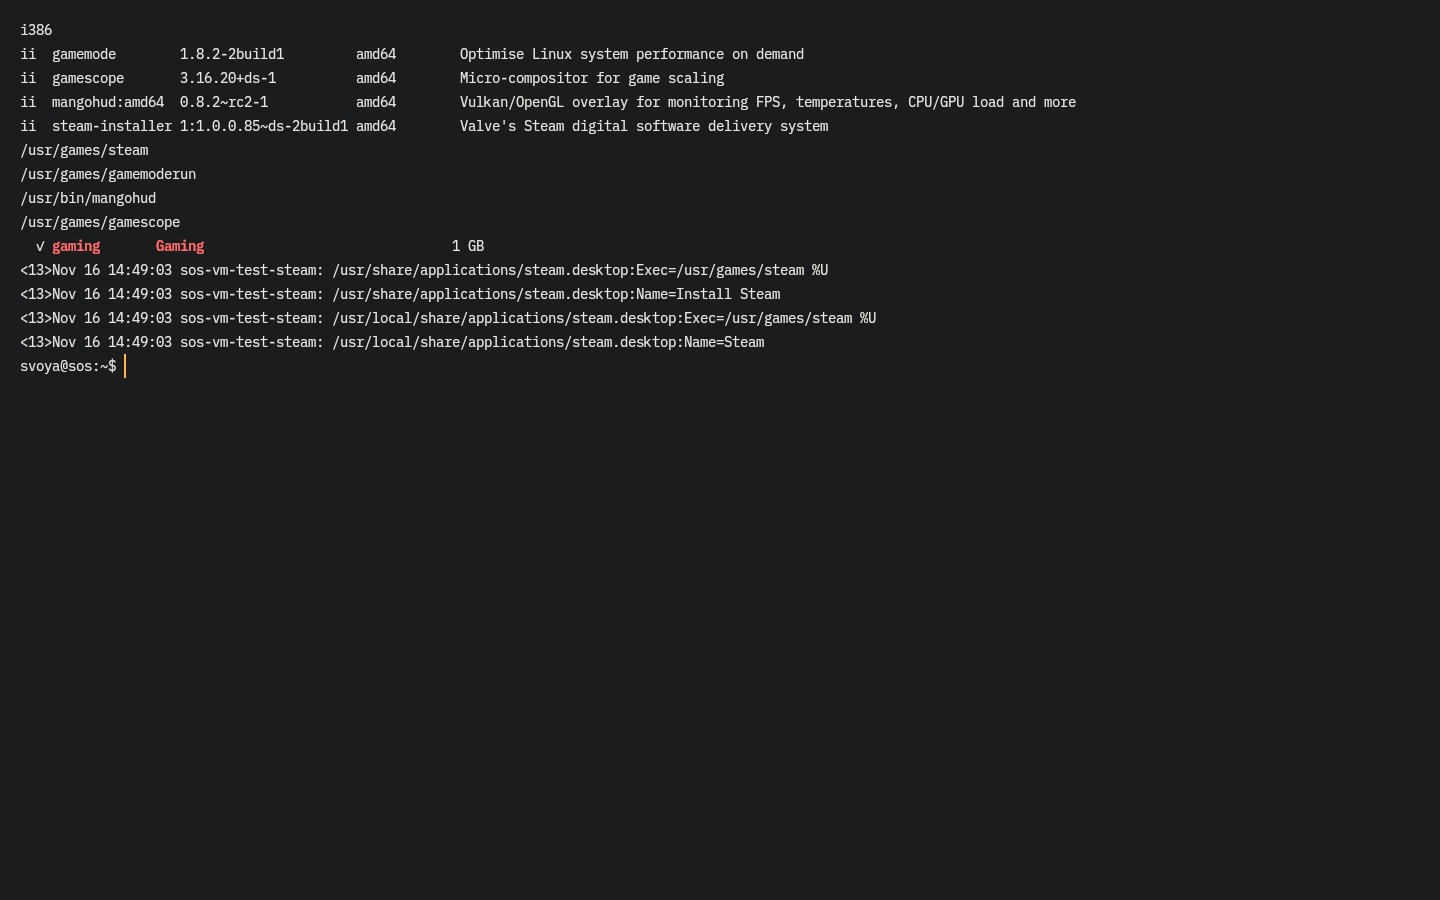 i386
ii  gamemode        1.8.2-2build1         amd64        Optimise Linux system performance on demand
ii  gamescope       3.16.20+ds-1          amd64        Micro-compositor for game scaling
ii  mangohud:amd64  0.8.2~rc2-1           amd64        Vulkan/OpenGL overlay for monitoring FPS, temperatures, CPU/GPU load and more
ii  steam-installer 1:1.0.0.85~ds-2build1 amd64        Valve's Steam digital software delivery system
/usr/games/steam
/usr/games/gamemoderun
/usr/bin/mangohud
/usr/games/gamescope
  √ gaming       Gaming                               1 GB
<13>Nov 16 14:49:03 sos-vm-test-steam: /usr/share/applications/steam.desktop:Exec=/usr/games/steam %U
<13>Nov 16 14:49:03 sos-vm-test-steam: /usr/share/applications/steam.desktop:Name=Install Steam
<13>Nov 16 14:49:03 sos-vm-test-steam: /usr/local/share/applications/steam.desktop:Exec=/usr/games/steam %U
<13>Nov 16 14:49:03 sos-vm-test-steam: /usr/local/share/applications/steam.desktop:Name=Steam
svoya@sos:~$